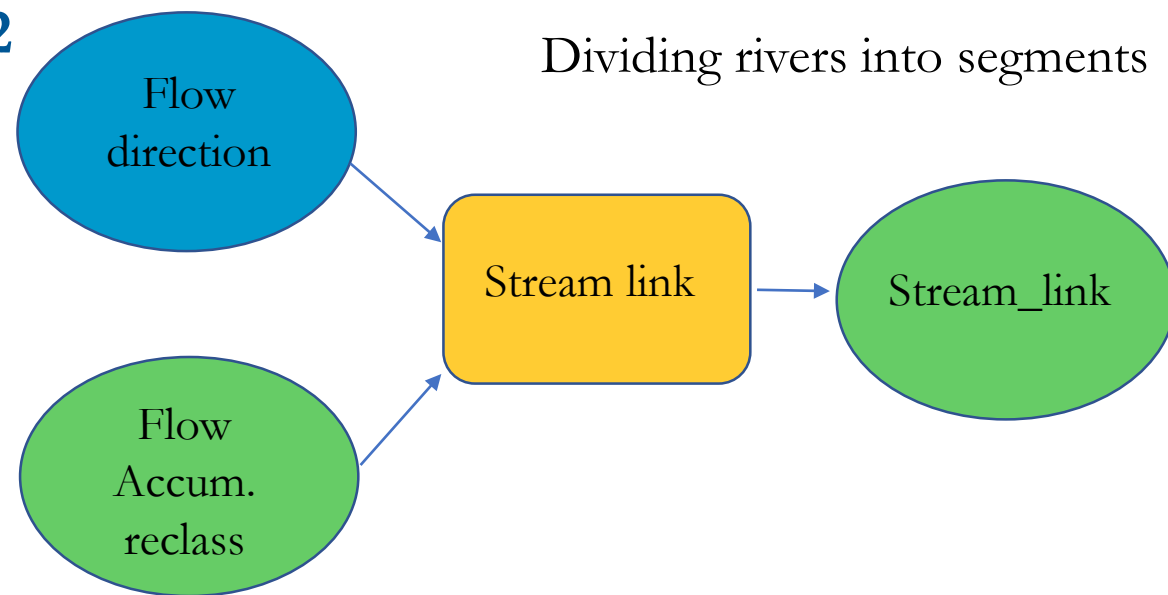 2
Dividing rivers into segments
Flow
direction
Stream link
Stream_link
Flow
Accum.
reclass